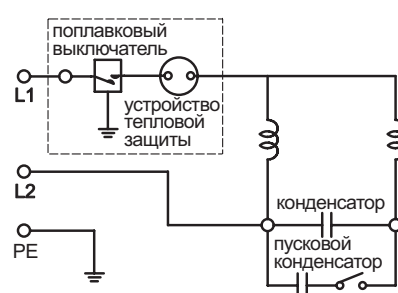 поплавковый
выключатель
L1
устройство
тепловой
защиты
L2
конденсатор
пусковой
конденсатор
PE